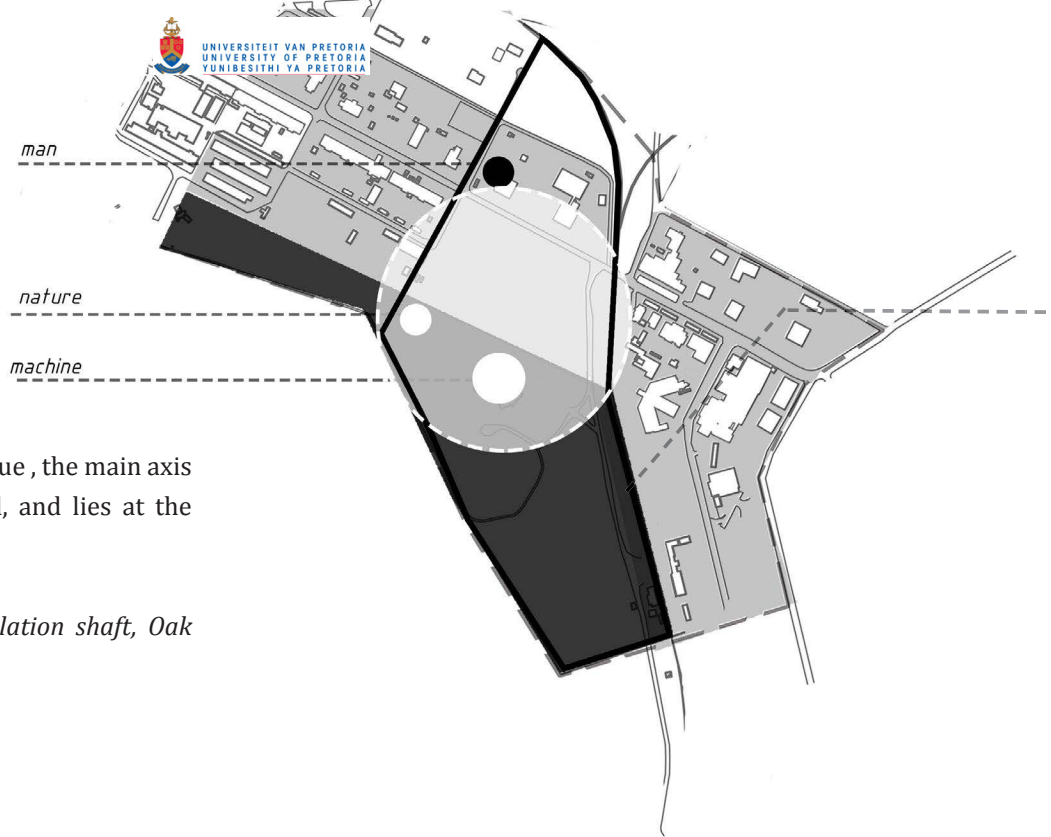 UNIVERSITEIT VAN PRETORIA
UNIVERSITY OF PRETORIA
YUNIBESITHI YA PRETORIA
man
nature
machine
ue , the main axis
, and lies at the
lation shaft, Oak